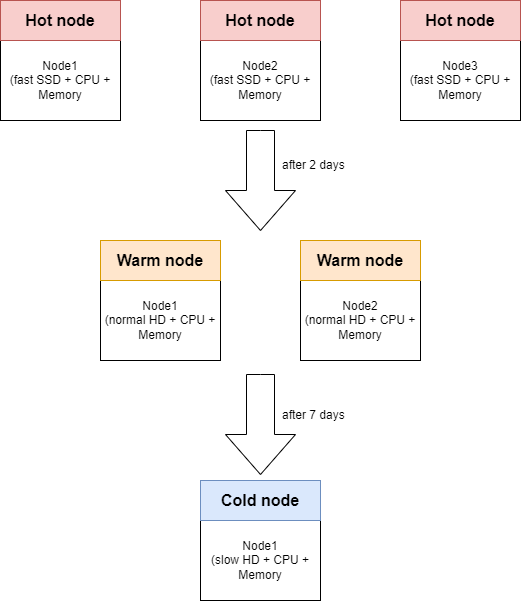 Hot node
Hot node
Hot node
Node1
(fast SSD + CPU +
Memory
Node2
(fast SSD + CPU +
Memory
Node3
(fast SSD + CPU +
Memory
after 2 days
Warm node
Warm node
Node1
(normal HD + CPU +
Memory
Node2
(normal HD + CPU +
Memory
after 7 days
Cold node
Node1
(slow HD + CPU +
Memory